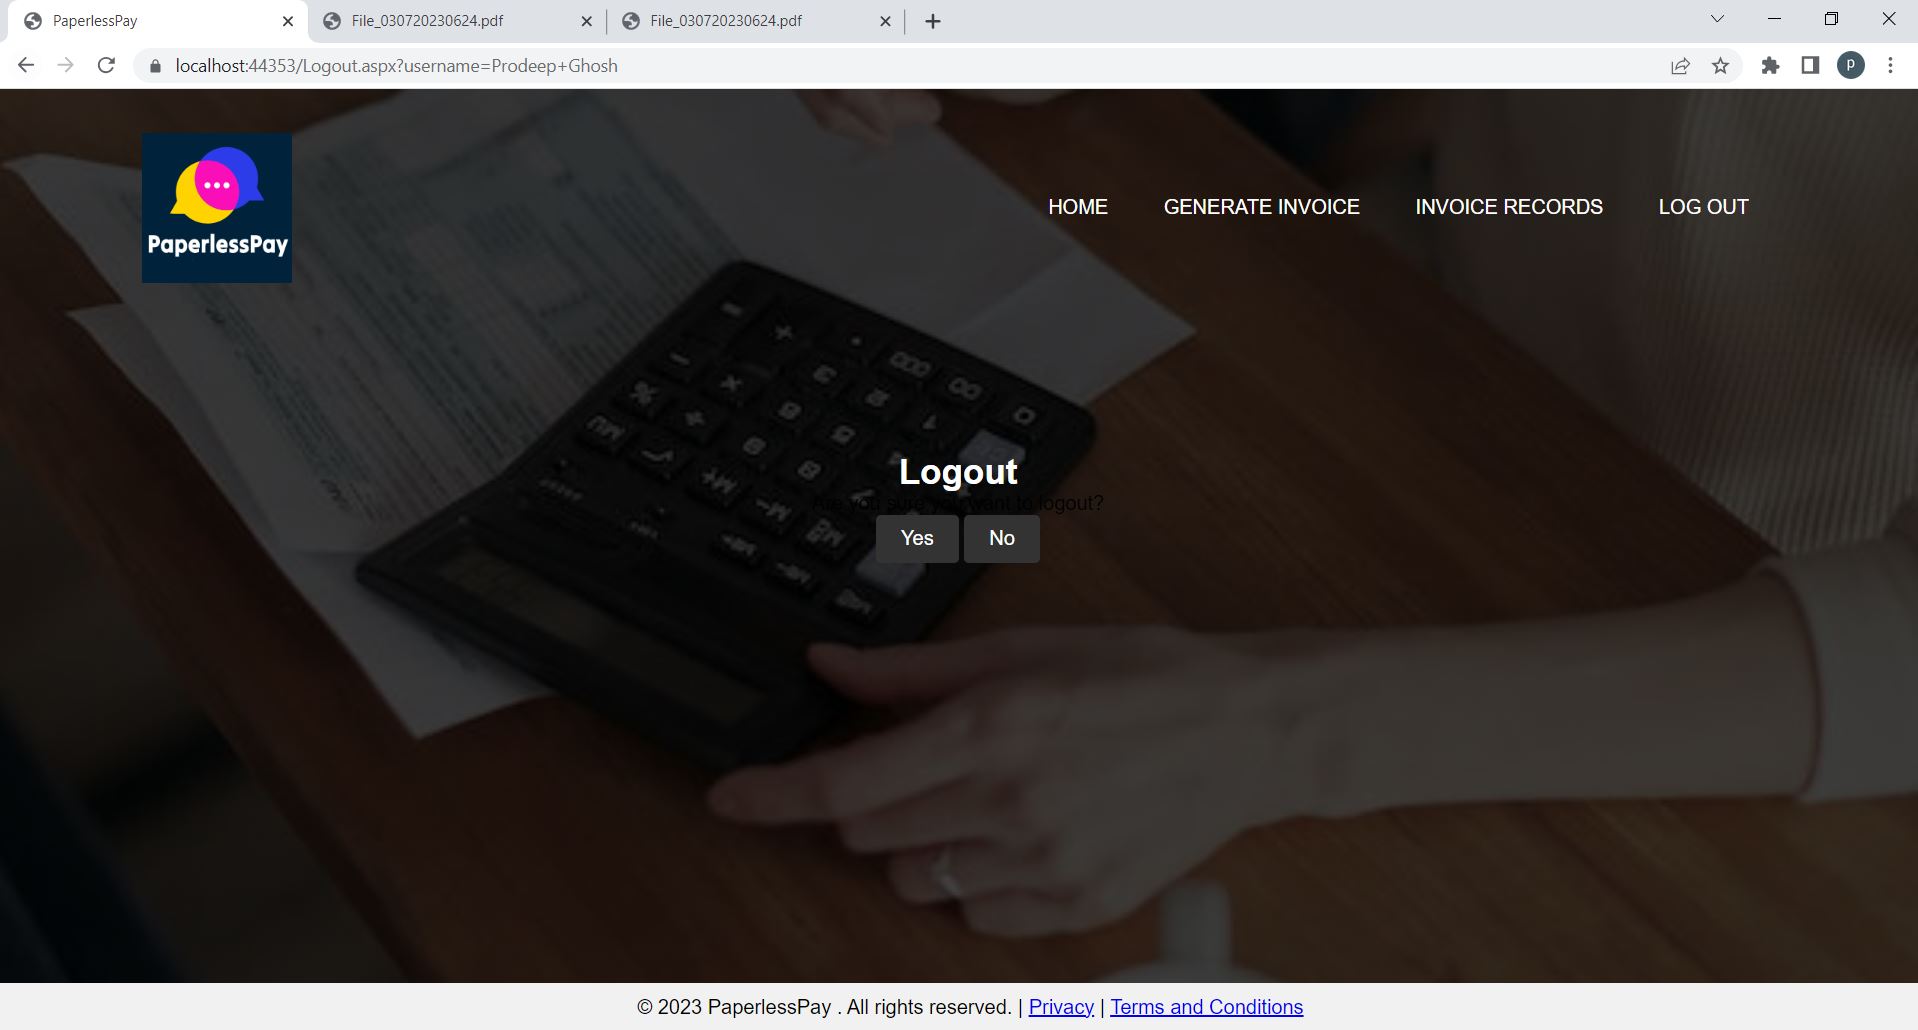 PaperlessPay
File_030720230624.pdf
File_030720230624.pdf
localhost:44353/Logout.aspx?username=Prodeep+Ghosh
P
PaperlessPay
HOME
GENERATE INVOICE
INVOICE RECORDS
LOG OUT
Logout
Are you sure you want to logout?
Yes
No
© 2023 PaperlessPay . All rights reserved. | Privacy | Terms and Conditions